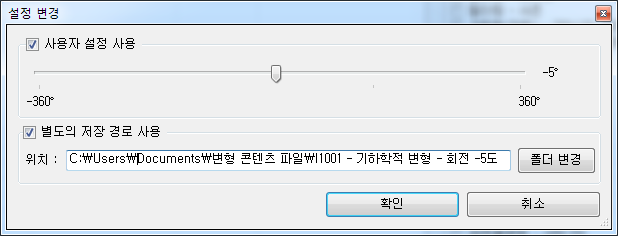 설정 변경
사용자 설정 사용
-5°
-360° 360°
별도의 저장 경로 사용
위치 : C:₩Users₩Documents₩변형 콘텐츠 파일₩I1001 - 기하학적 변형 - 회전 -5도 폴더 변경
확인 취소